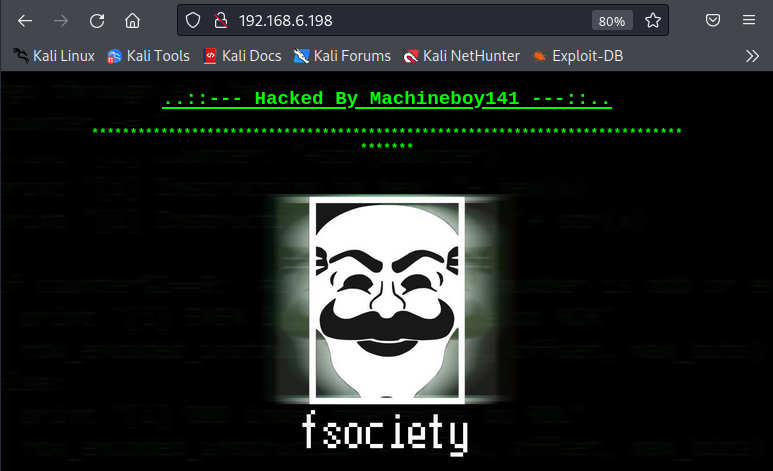 192.168.6.198
80%
Kali Linux Kali Tools Kali Docs Kali Forums Kali NetHunter Exploit-DB
..::--- Hacked By Machineboy141 ---::..
fsociety